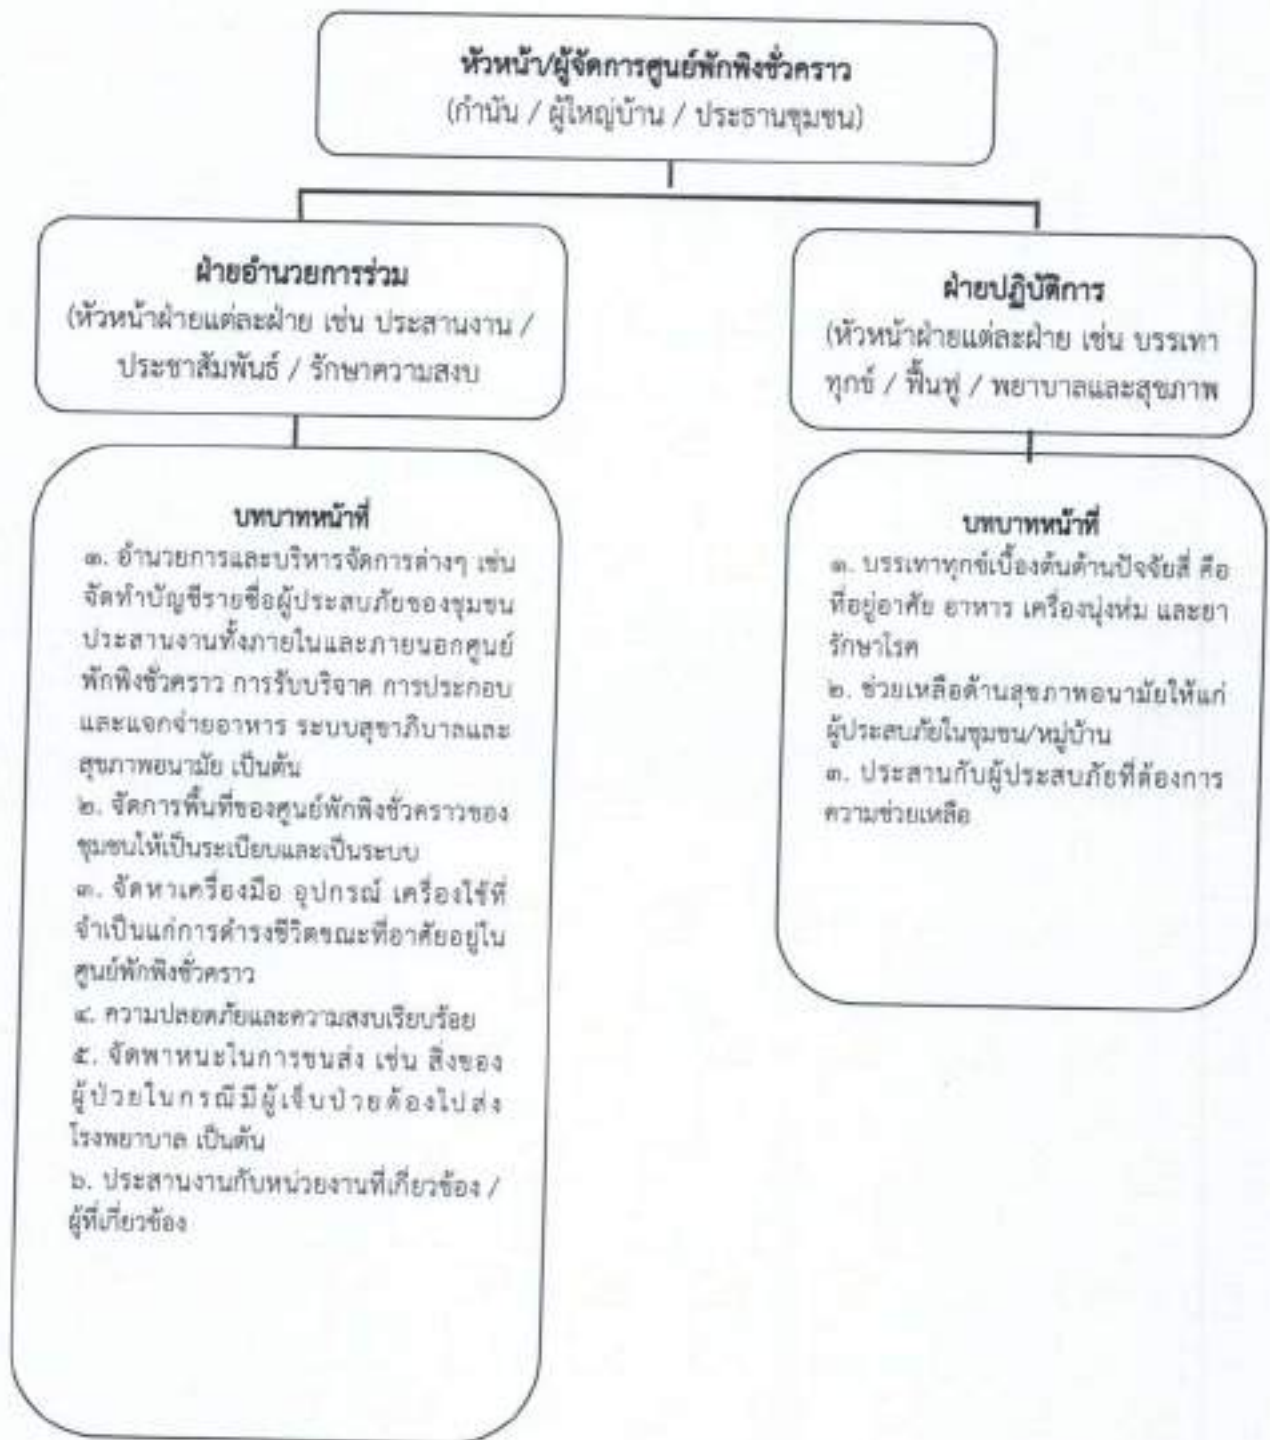 หัวหน้า/ผู้จัดการศูนย์พักพิงชั่วคราว
(กำนัน / ผู้ใหญ่บ้าน / ประธานชุมชน)
ฝ่ายอำนวยการร่วม
(หัวหน้าฝ่ายแต่ละฝ่าย เช่น ประสานงาน /
ประชาสัมพันธ์ / รักษาความสงบ
ฝ่ายปฏิบัติการ
(หัวหน้าฝ่ายแต่ละฝ่าย เช่น บรรเทา
ทุกข์ / ฟื้นฟู / พยาบาลและสุขภาพ
บทบาทหน้าที่
๑. อำนวยการและบริหารจัดการต่างๆ เช่น
จัดทำบัญชีรายชื่อผู้ประสบภัยของชุมชน
ประสานงานทั้งภายในและภายนอกศูนย์
พักพิงชั่วคราว การรับบริจาค การประกอบ
และแจกจ่ายอาหาร ระบบสุขาภิบาลและ
สุขภาพอนามัย เป็นต้น
๒. จัดการพื้นที่ของศูนย์พักพิงชั่วคราวของ
ชุมชนให้เป็นระเบียบและเป็นระบบ
๓. จัดหาเครื่องมือ อุปกรณ์ เครื่องใช้ที่
จำเป็นแก่การดำรงชีวิตขณะที่อาศัยอยู่ใน
ศูนย์พักพิงชั่วคราว
๔. ความปลอดภัยและความสงบเรียบร้อย
๕. จัดพาหนะในการขนส่ง เช่น สิ่งของ
ผู้ป่วยในกรณีมีผู้เจ็บป่วยต้องไปส่ง
โรงพยาบาล เป็นต้น
๖. ประสานงานกับหน่วยงานที่เกี่ยวข้อง /
ผู้ที่เกี่ยวข้อง
บทบาทหน้าที่
๑. บรรเทาทุกข์เบื้องต้นด้านปัจจัยสี่ คือ
ที่อยู่อาศัย อาหาร เครื่องนุ่งห่ม และยา
รักษาโรค
๒. ช่วยเหลือด้านสุขภาพอนามัยให้แก่
ผู้ประสบภัยในชุมชน/หมู่บ้าน
๓. ประสานกับผู้ประสบภัยที่ต้องการ
ความช่วยเหลือ